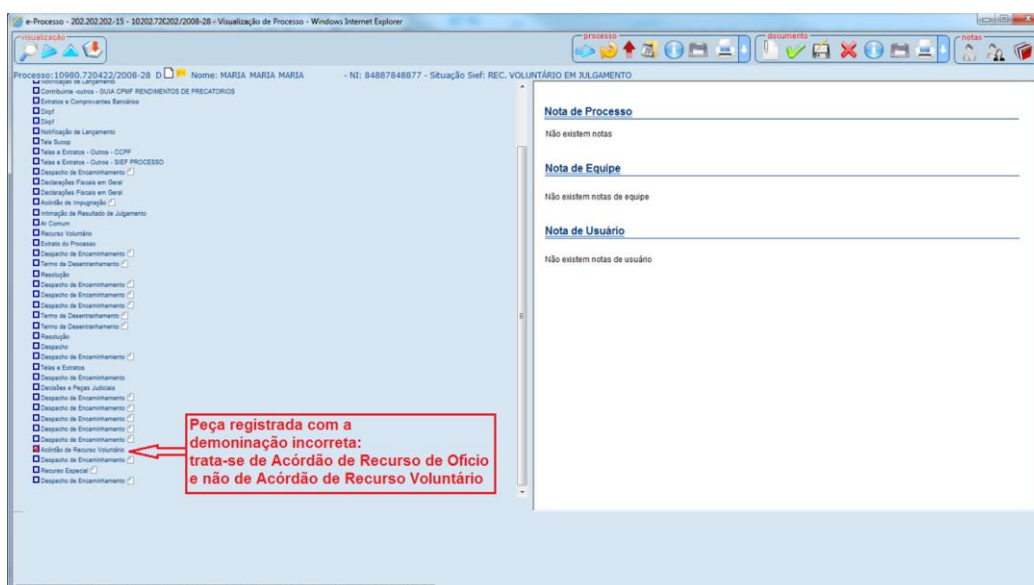 e-Processo - 202.202.202-15 - 10202.720202/2008-28 - Visualização de Processo - Windows Internet Explorer
visualização
processo
documento
notas
Processo:10980.720422/2008-28 D Nome: MARIA MARIA MARIA - NI: 84887848877 - Situação Sief: REC. VOLUNTÁRIO EM JULGAMENTO
Notificação de Lançamento
Contribuinte -outros - GUIA CPMF RENDIMENTOS DE PRECATORIOS
Extratos e Comprovantes Bancários
Dirpf
Dirpf
Notificação de Lançamento
Tela Sucop
Telas e Extratos - Outros - CCPF
Telas e Extratos - Outros - SIEF PROCESSO
Despacho de Encaminhamento
Declarações Fiscais em Geral
Declarações Fiscais em Geral
Acórdão de Impugnação
Intimação de Resultado de Julgamento
Ar Comum
Recurso Voluntário
Extrato do Processo
Despacho de Encaminhamento
Termo de Desentranhamento
Resolução
Despacho de Encaminhamento
Despacho de Encaminhamento
Despacho de Encaminhamento
Termo de Desentranhamento
Termo de Desentranhamento
Resolução
Despacho
Despacho de Encaminhamento
Telas e Extratos
Despacho de Encaminhamento
Decisões e Peças Judiciais
Despacho de Encaminhamento
Despacho de Encaminhamento
Despacho de Encaminhamento
Despacho de Encaminhamento
Despacho de Encaminhamento
Acórdão de Recurso Voluntário
Despacho de Encaminhamento
Recurso Especial
Despacho de Encaminhamento
Peça registrada com a
demoninação incorreta:
trata-se de Acórdão de Recurso de Ofício
e não de Acórdão de Recurso Voluntário
Nota de Processo
Não existem notas
Nota de Equipe
Não existem notas de equipe
Nota de Usuário
Não existem notas de usuário